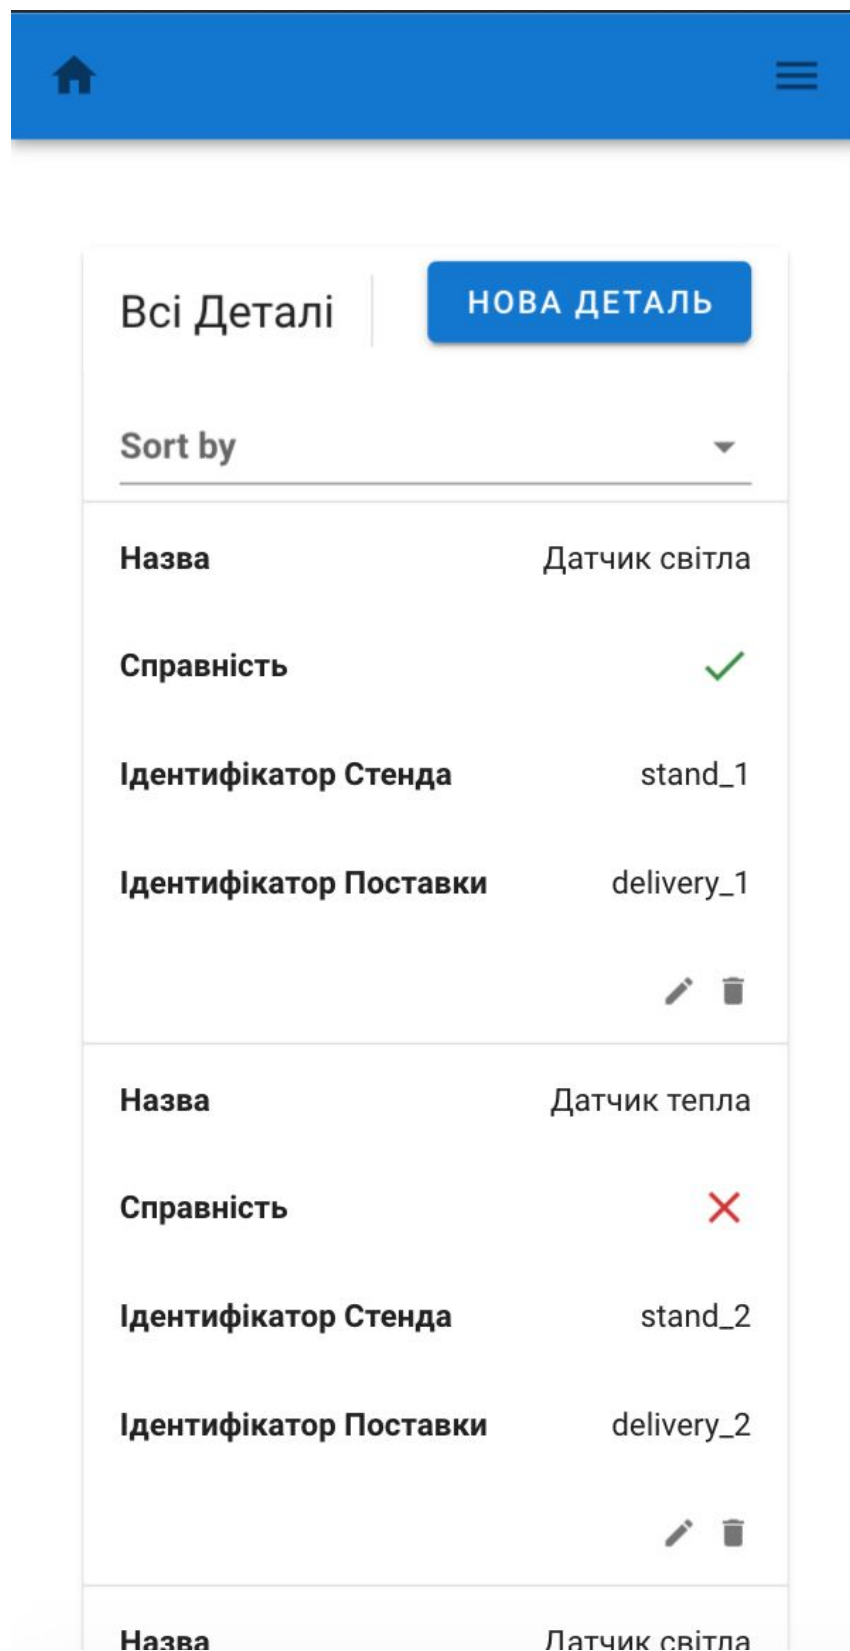 Всі Деталі НОВА ДЕТАЛЬ
Sort by
Назва Датчик світла
Справність
Ідентифікатор Стенда stand_1
Ідентифікатор Поставки delivery_1
Назва Датчик тепла
Справність
Ідентифікатор Стенда stand_2
Ідентифікатор Поставки delivery_2
Назва Датчик світла